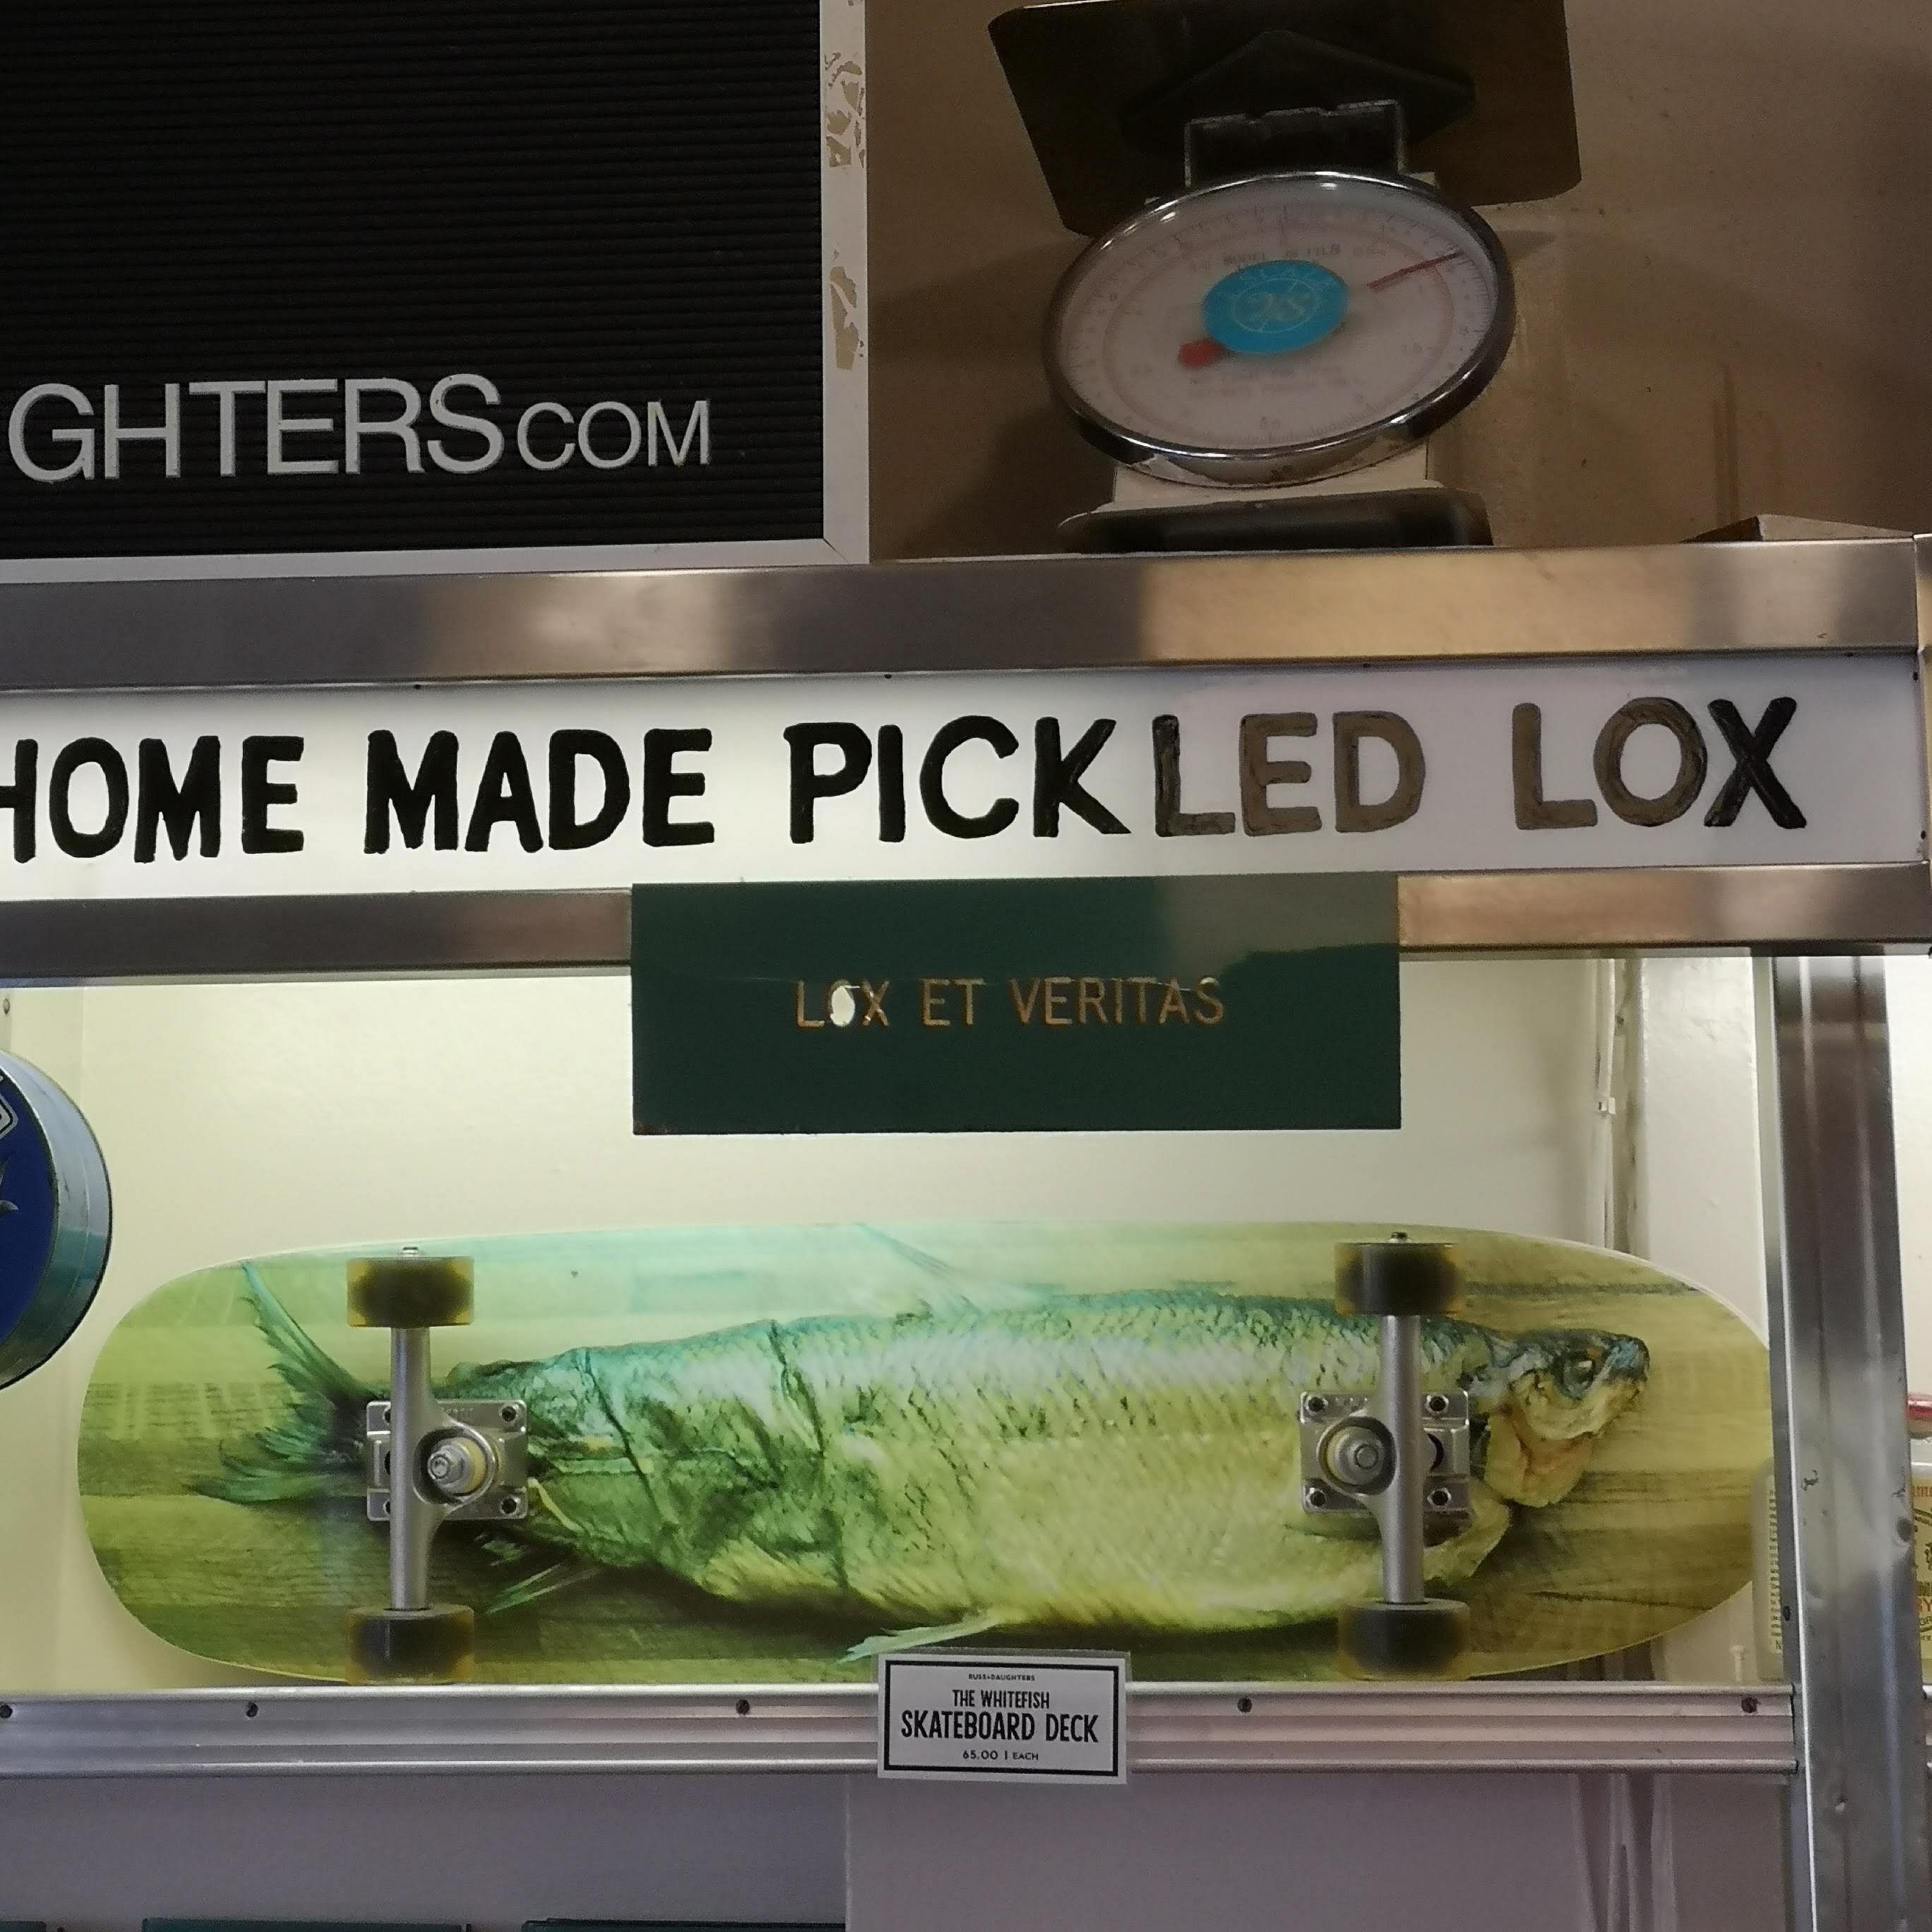 GHTERS COM
HOME MADE PICKLED LOX
LOX ET VERITAS
RUSS & DAUGHTERS
THE WHITEFISH
SKATEBOARD DECK
65.00 | EACH